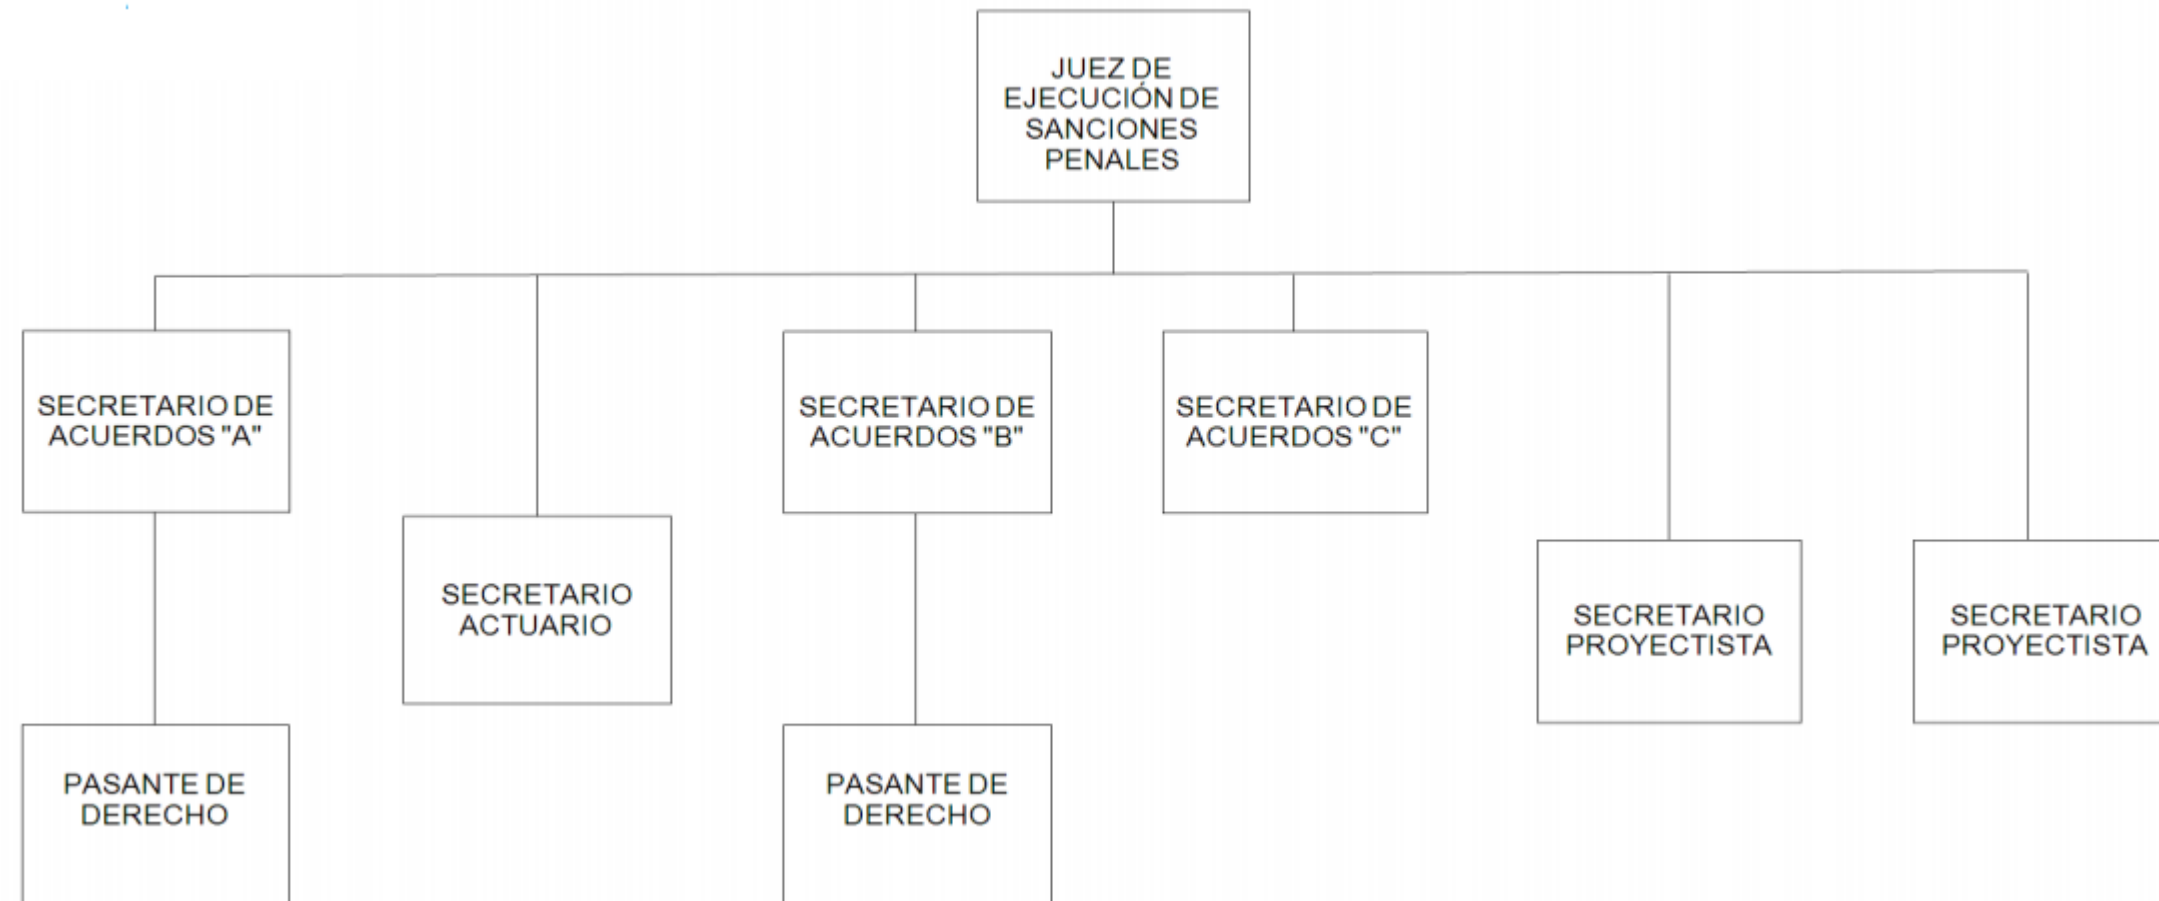 JUEZ DE
EJECUCIÓN DE
SANCIONES
PENALES
SECRETARIO DE
ACUERDOS "A"
SECRETARIO DE
ACUERDOS "B"
SECRETARIO DE
ACUERDOS "C"
SECRETARIO
ACTUARIO
SECRETARIO
PROYECTISTA
SECRETARIO
PROYECTISTA
PASANTE DE
DERECHO
PASANTE DE
DERECHO